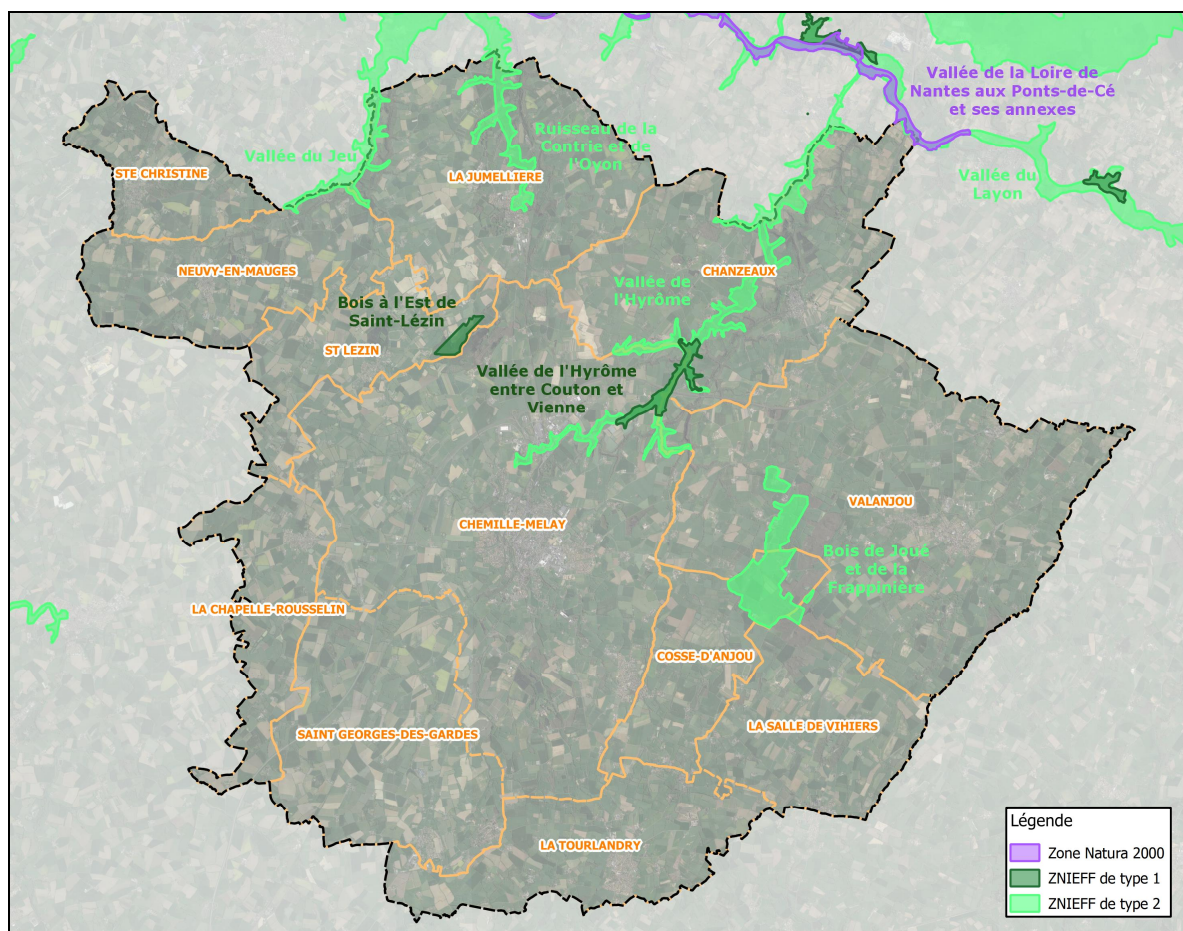 Vallée de la Loire de
Nantes aux Ponts-de-Cé
et ses annexes
Vallée du Jeu
Ruisseau de la
Contrie et de
l'Oyon
STE CHRISTINE
LA JUMELLIERE
Vallée du
Layon
NEUVY-EN-MAUGES
CHANZEAUX
Vallée de
l'Hyrôme
Bois à l'Est de
Saint-Lézin
ST LEZIN
Vallée de l'Hyrôme
entre Couton et
Vienne
VALANJOU
CHEMILLE-MELAY
Bois de Joué
et de la
Frappinière
LA CHAPELLE-ROUSSELIN
COSSE-D'ANJOU
SAINT GEORGES-DES-GARDES
LA SALLE DE VIHIERS
LA TOURLANDRY
Légende
Zone Natura 2000
ZNIEFF de type 1
ZNIEFF de type 2